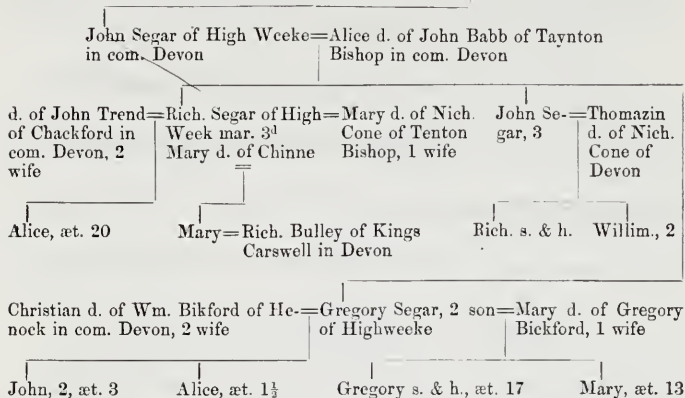 John Segar of High Weeke=Alice d. of John Babb of Taynton
in com. Devon Bishop in com. Devon
d. of John Trend=Rich. Segar of High=Mary d. of Nich. John Se-=Thomazin
of Chackford in Week mar. 3d Cone of Tenton gar, 3 d. of Nich.
com. Devon, 2 Mary d. of Chinne Bishop, 1 wife Cone of
wife Devon
Alice, æt. 20 Mary=Rich. Bulley of Kings Rich. s. & h. Willim., 2
Carswell in Devon
Christian d. of Wm. Bikford of He-=Gregory Segar, 2 son=Mary d. of Gregory
nock in com. Devon, 2 wife of Highweeke Bickford, 1 wife
John, 2, æt. 3 Alice, æt. 1½ Gregory s. & h., æt. 17 Mary, æt. 13